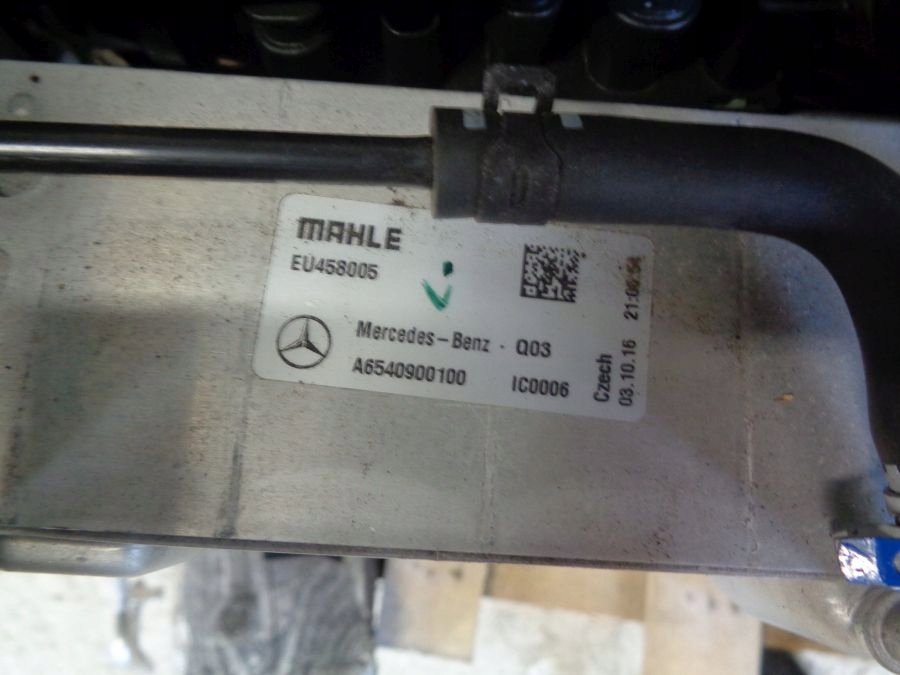 MAHLE
EU458005
Mercedes-Benz · Q03
A6540900100 IC0006
Czech
03.10.16 21:06:54